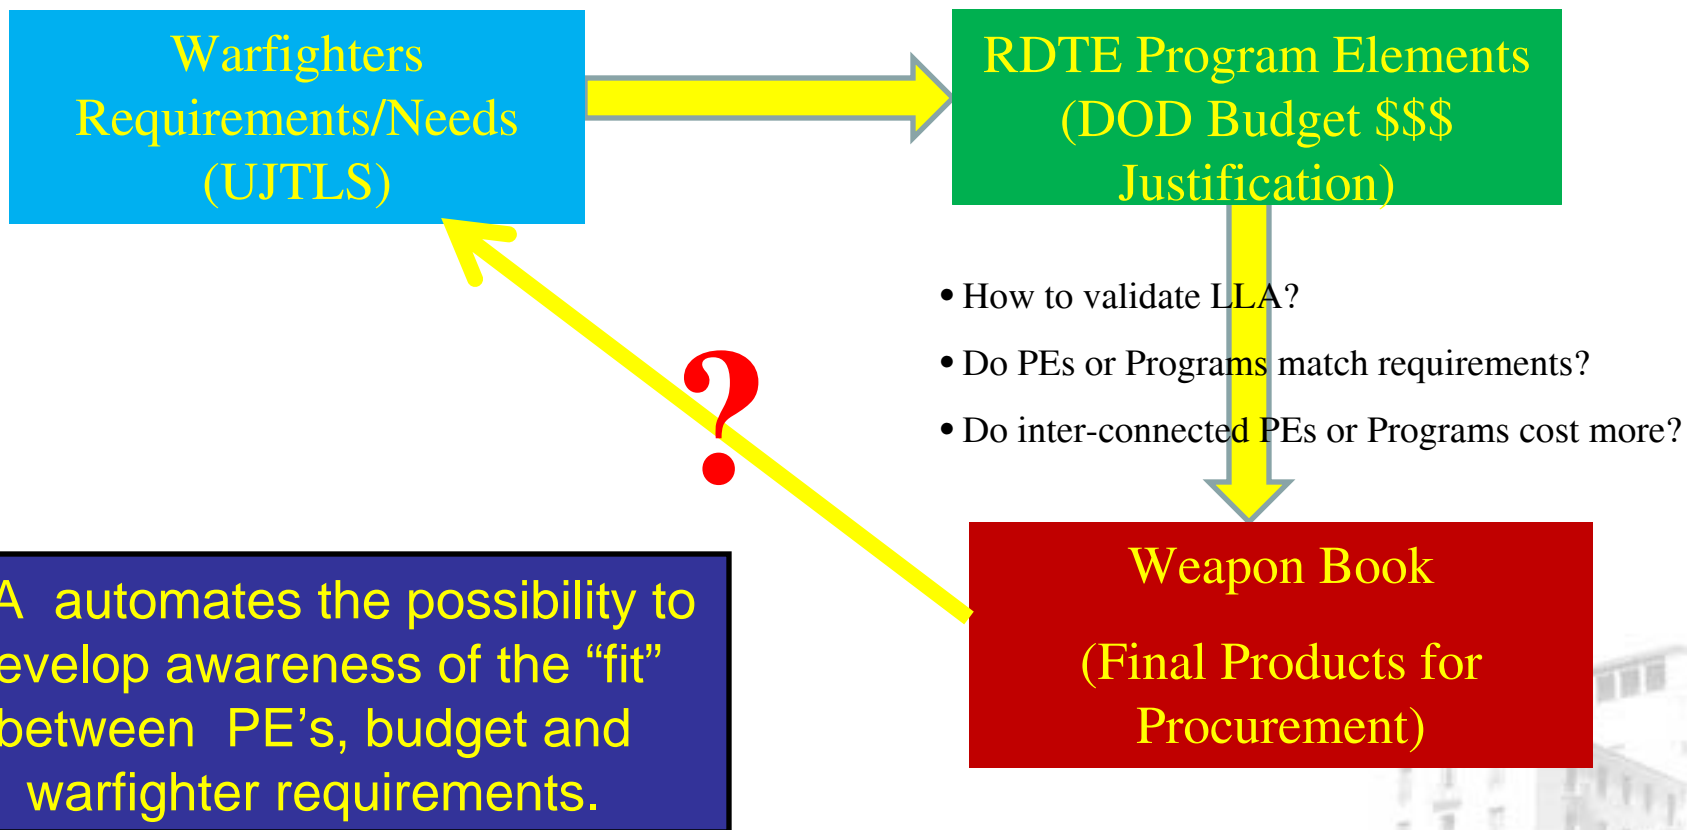 Warfighters
Requirements/Needs
(UJTLS)
RDTE Program Elements
(DOD Budget $$$
Justification)
• How to validate LLA?
• Do PEs or Programs match requirements?
• Do inter-connected PEs or Programs cost more?
?
A automates the possibility to
evelop awareness of the “fit”
between PE’s, budget and
warfighter requirements.
Weapon Book
(Final Products for
Procurement)